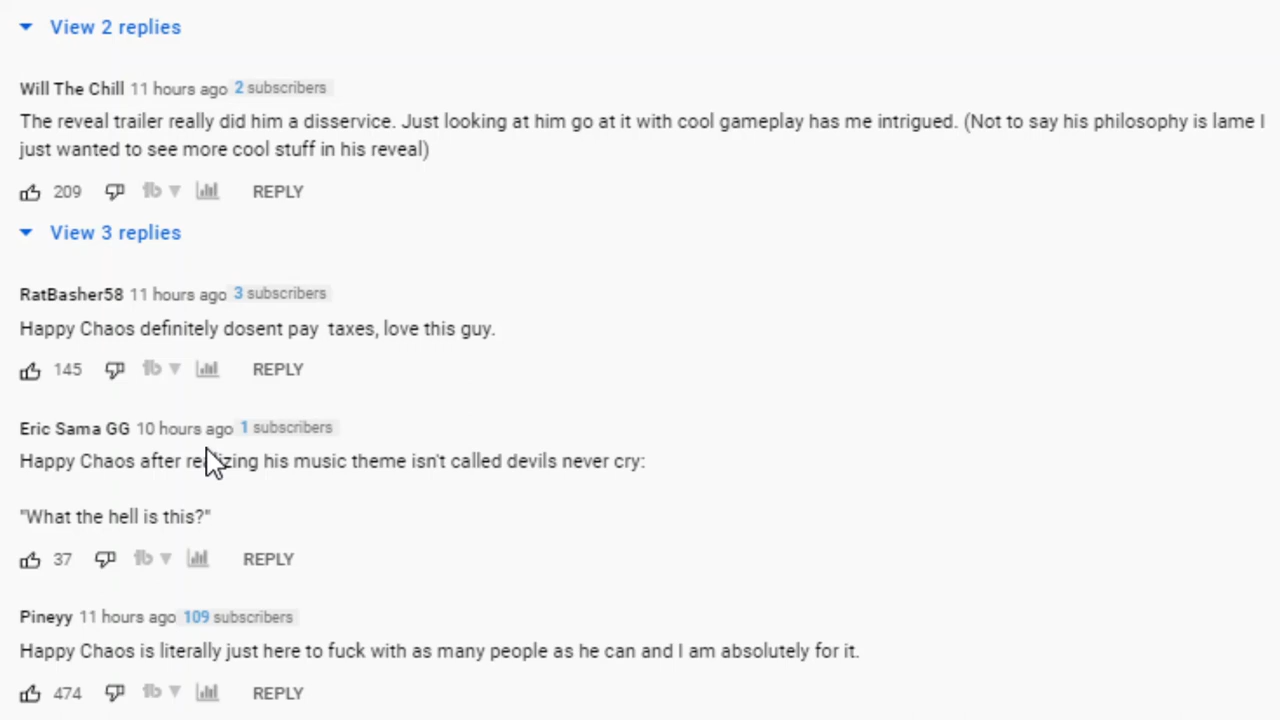 View 2 replies
Will The Chill 11 hours ago 2 subscribers
The reveal trailer really did him a disservice. Just looking at him go at it with cool gameplay has me intrigued. (Not to say his philosophy is lame I
just wanted to see more cool stuff in his reveal)
209 REPLY
View 3 replies
RatBasher58 11 hours ago 3 subscribers
Happy Chaos definitely dosent pay  taxes, love this guy.
145 REPLY
Eric Sama GG 10 hours ago 1 subscribers
Happy Chaos after realizing his music theme isn't called devils never cry:
"What the hell is this?"
37 REPLY
Pineyy 11 hours ago 109 subscribers
Happy Chaos is literally just here to fuck with as many people as he can and I am absolutely for it.
474 REPLY